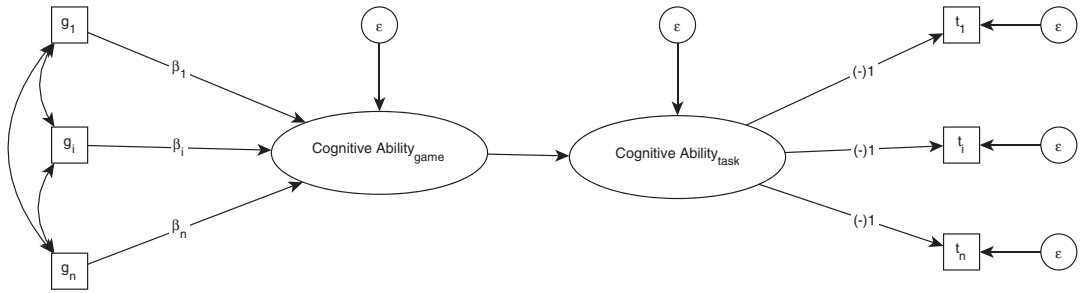 g1
ε
ε
t1
ε
β1
(-)1
gi
βi
Cognitive Abilitygame
Cognitive Abilitytask
(-)1
ti
ε
βn
(-)1
gn
tn
ε